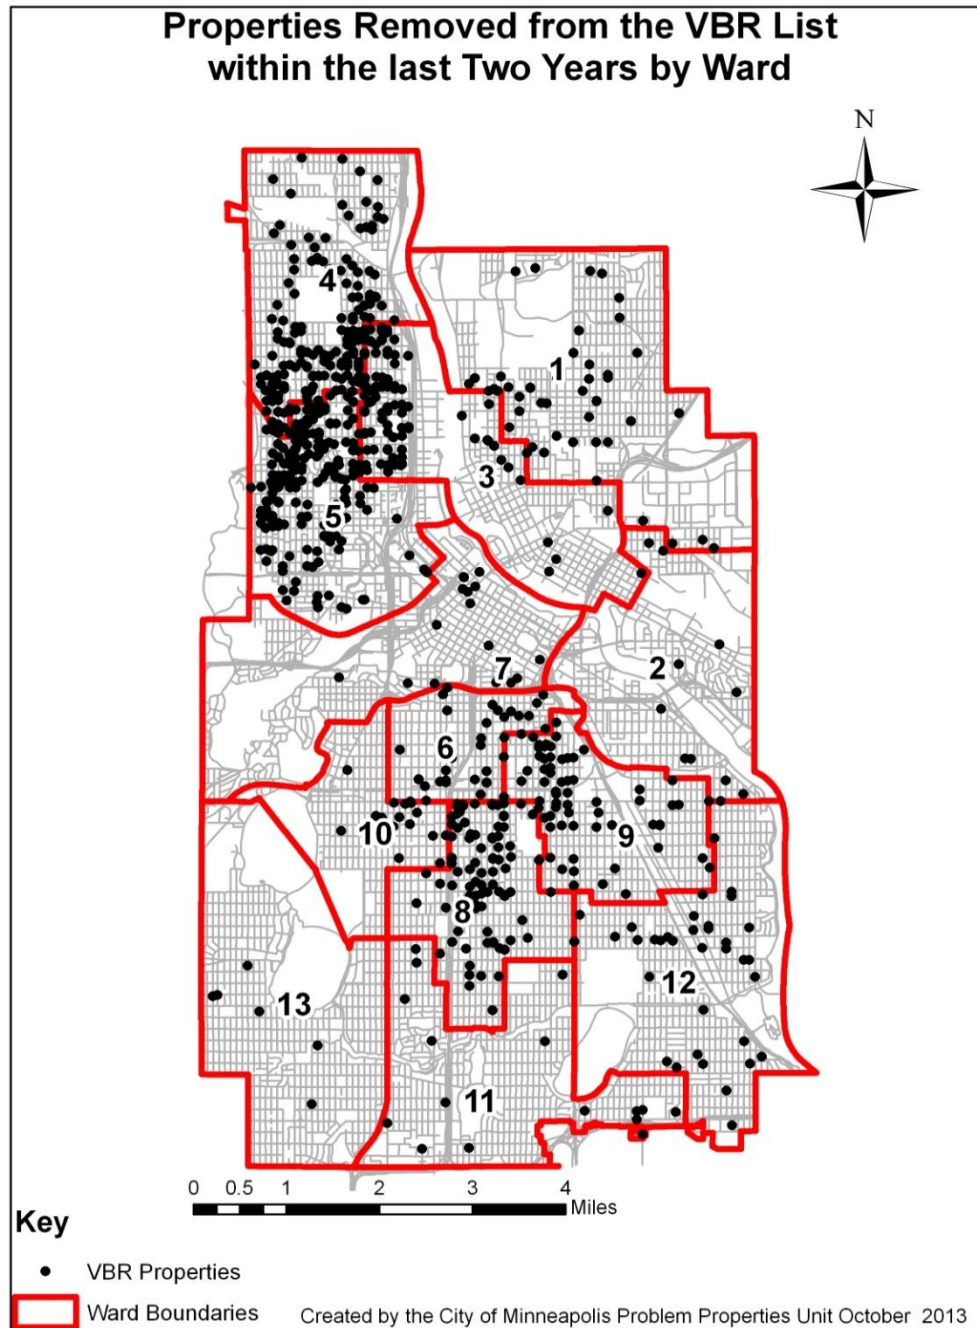 Properties Removed from the VBR List
within the last Two Years by Ward
N
4
1
3
5
2
7
6
10
9
8
12
13
11
0 0.5 1 2 3 4
Miles
Key
VBR Properties
Ward Boundaries
Created by the City of Minneapolis Problem Properties Unit October 2013